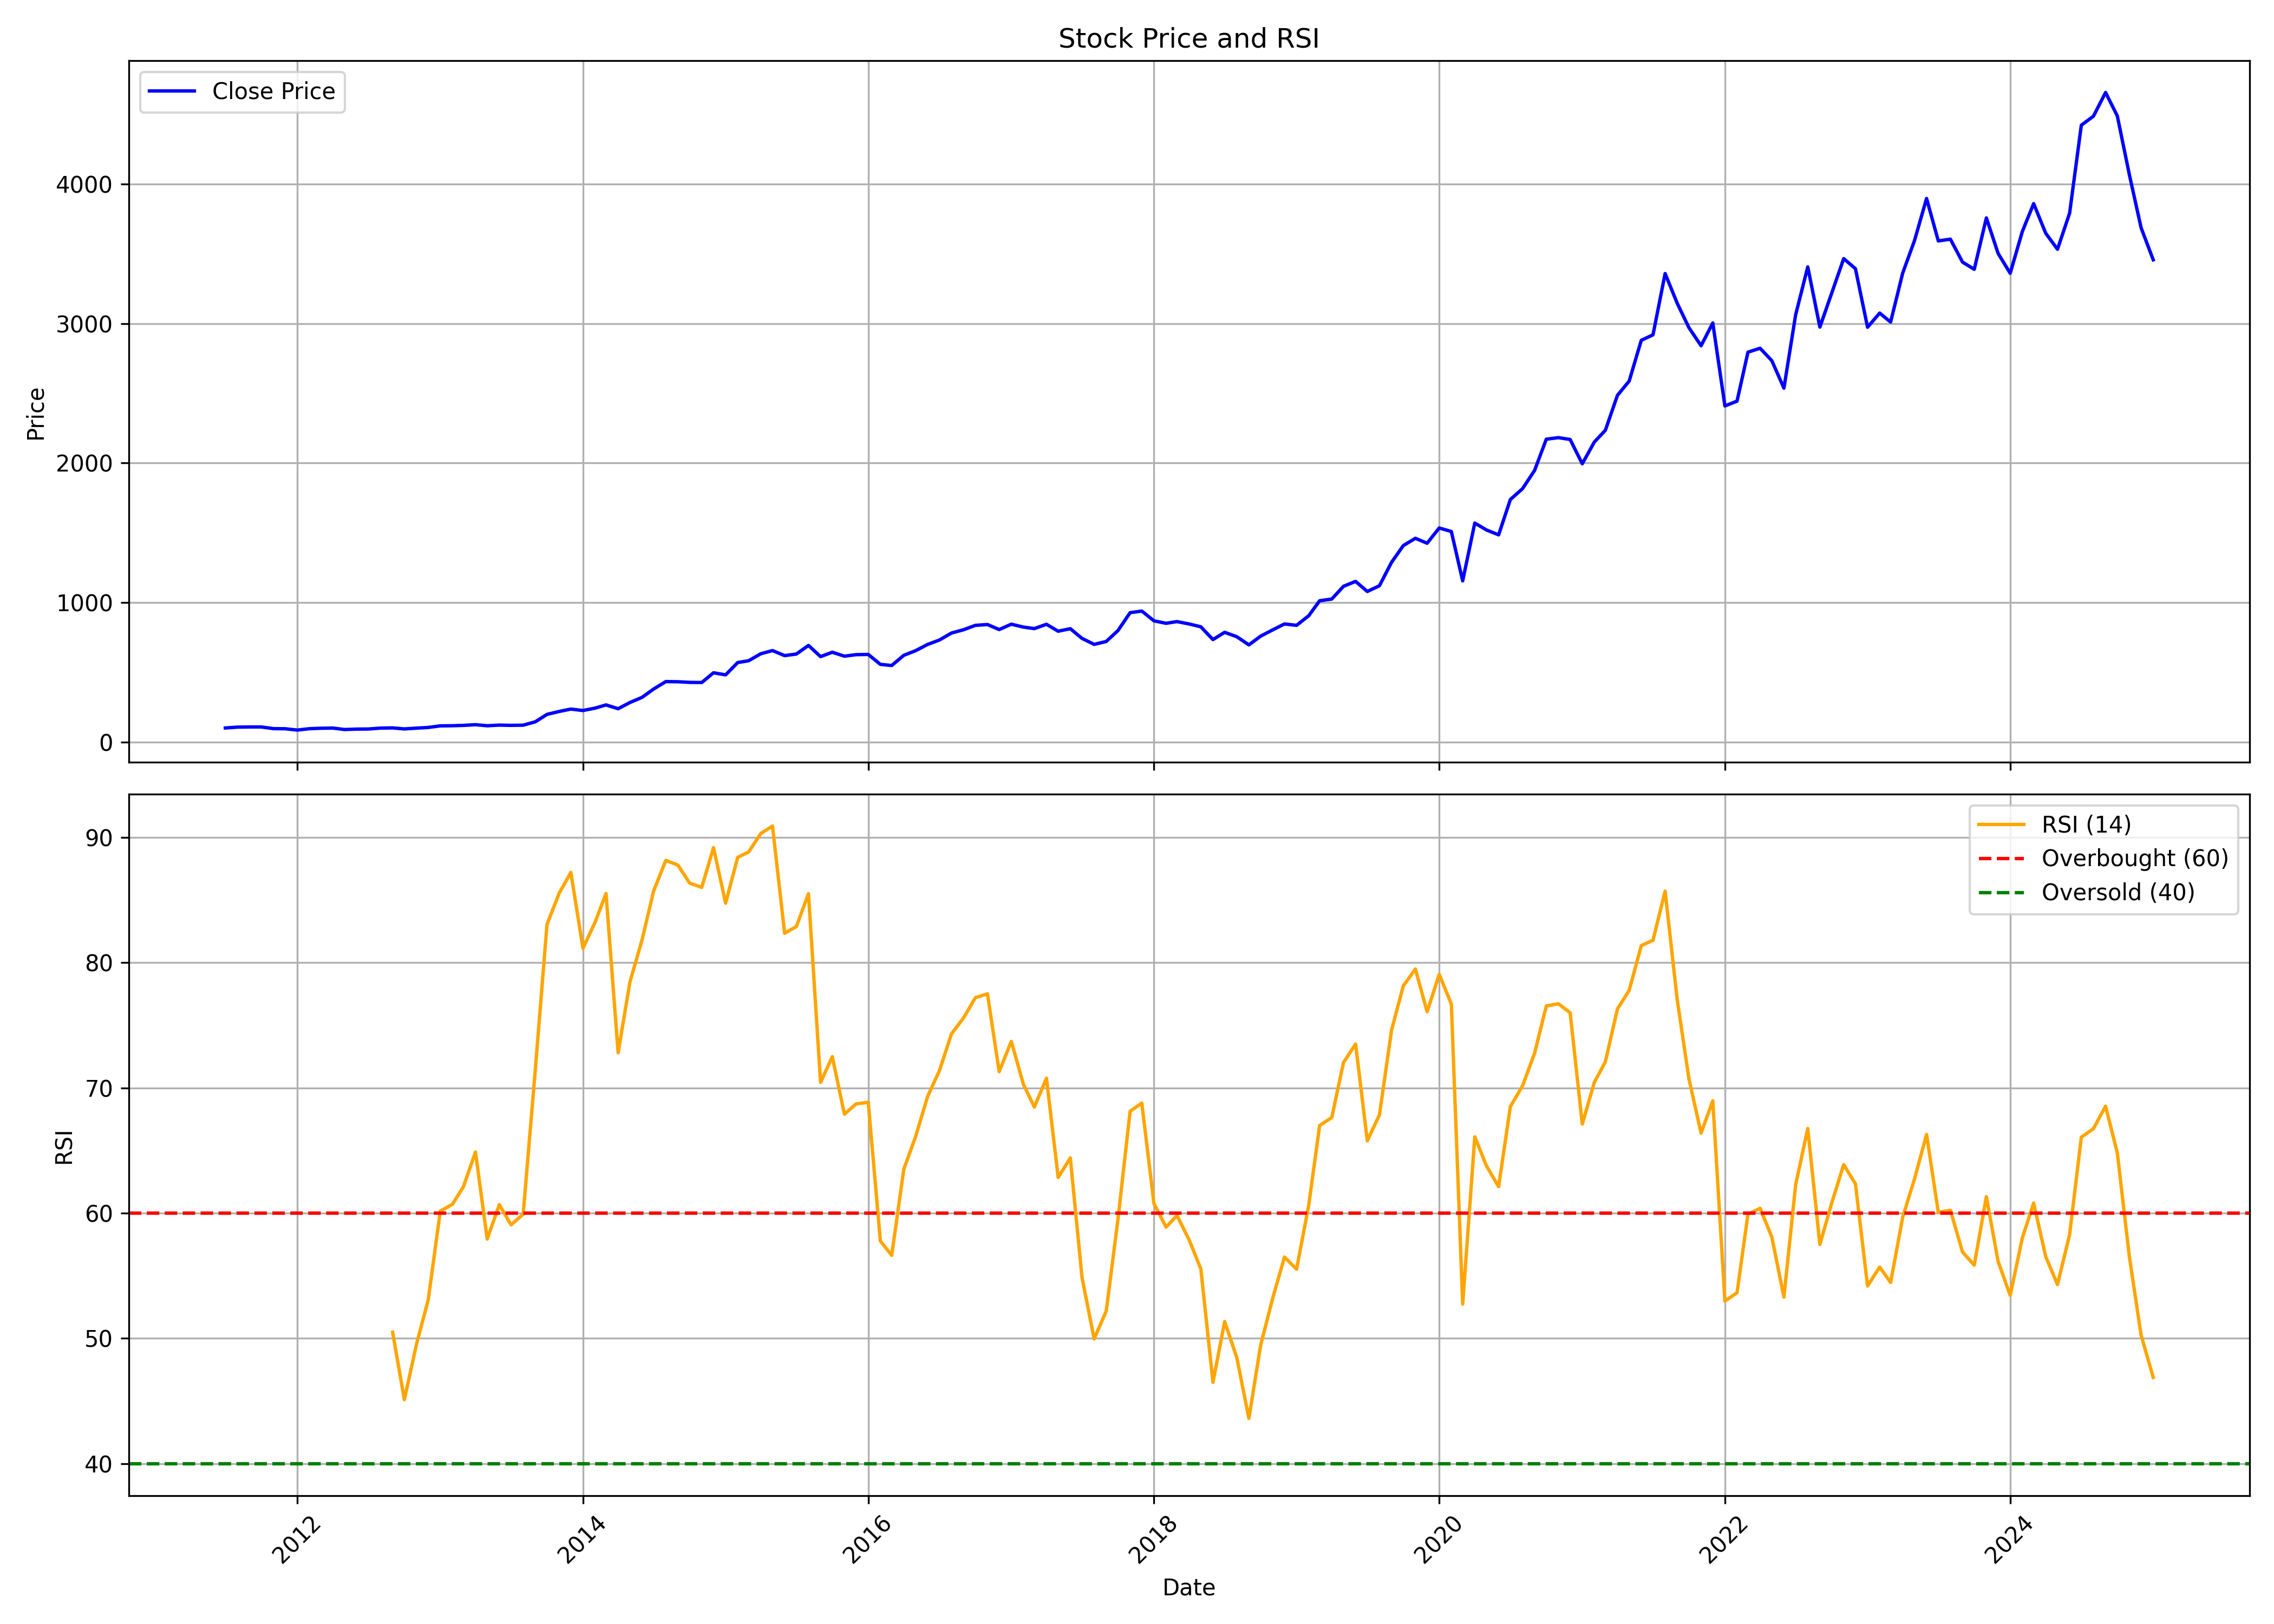 Stock Price and RSI
Close Price
4000
3000
2000
1000
0
Price
RSI (14)
Overbought (60)
Oversold (40)
90
80
70
60
50
40
RSI
2012
2014
2016
2018
2020
2022
2024
Date